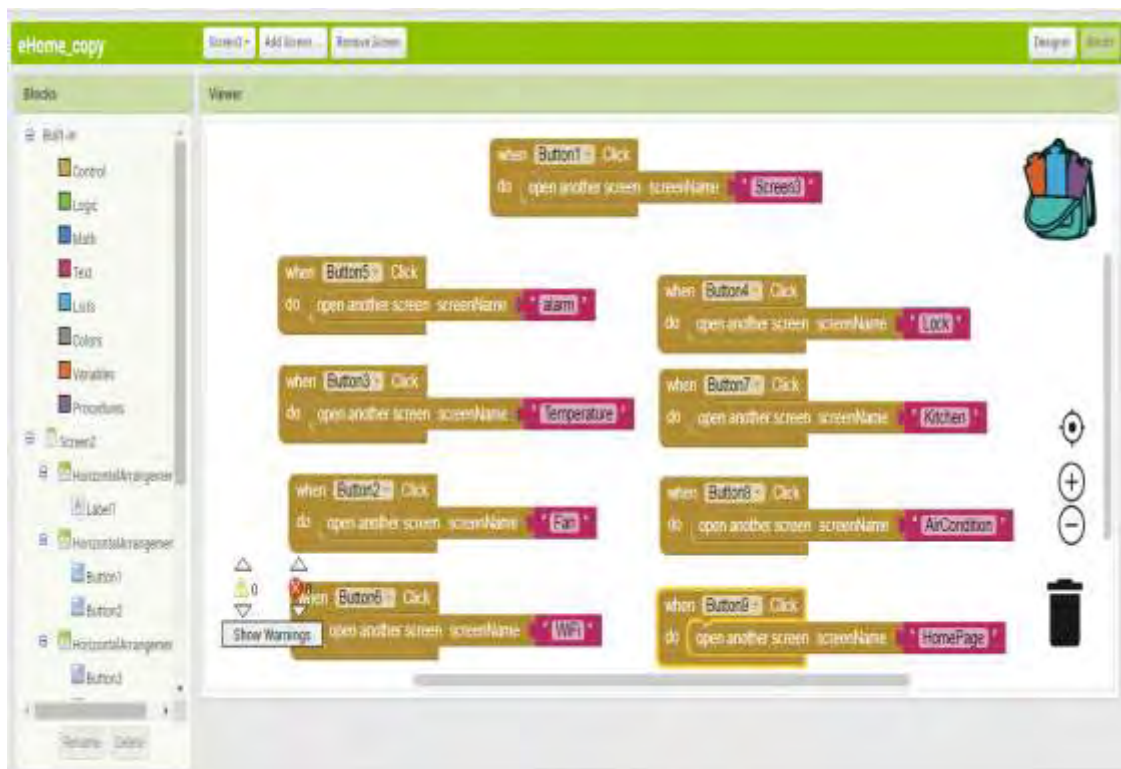 eHome_copy
Add Screen ... Remove Screen
Designer Blocks
Blocks
Viewer
Built-in
Control
Logic
Math
Text
Lists
Colors
Variables
Procedures
Screen2
HorizontalArrangemer
Label1
HorizontalArrangemer
Button1
Button2
HorizontalArrangemer
Button3
Rename Delete
when Button1 Click
do open another screen screenName " Screen3 "
when Button5 Click
do open another screen screenName " alarm "
when Button4 Click
do open another screen screenName " Lock "
when Button3 Click
do open another screen screenName " Temperature "
when Button7 Click
do open another screen screenName " Kitchen "
when Button2 Click
do open another screen screenName " Fan "
when Button8 Click
do open another screen screenName " AirCondition "
when Button6 Click
open another screen screenName " WiFi "
when Button9 Click
do open another screen screenName " HomePage "
0 0
Show Warnings